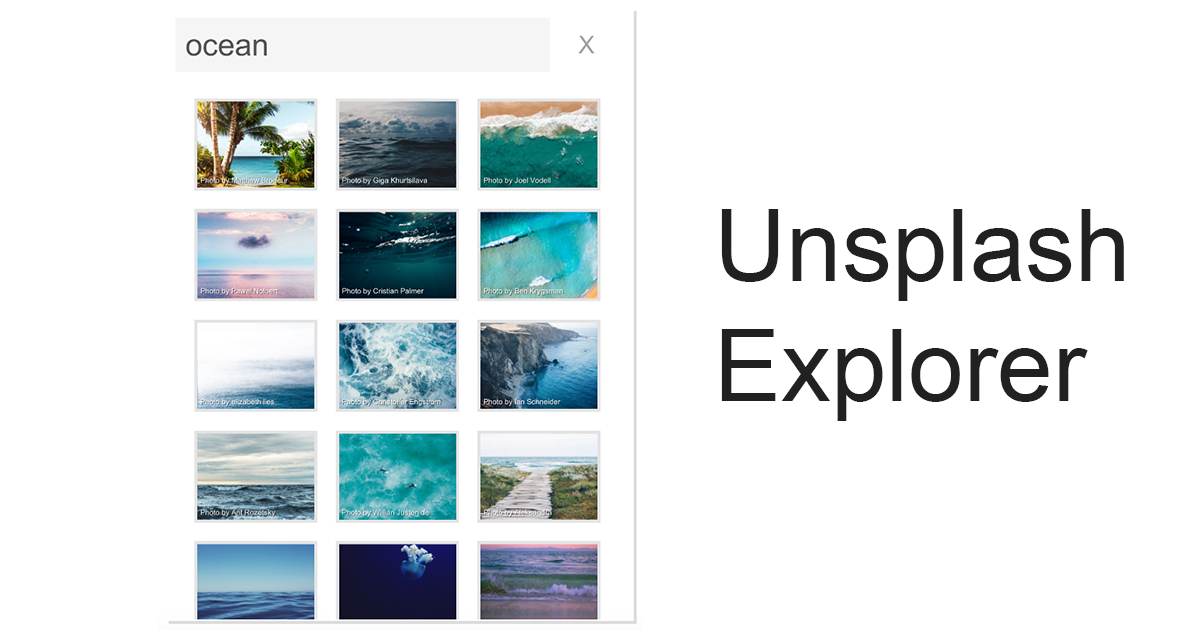 ocean
X
Photo by Matthew Brodeur
Photo by Giga Khurtsilava
Photo by Joel Vodell
Photo by Pawel Nolbert
Photo by Cristian Palmer
Photo by Ben Krygsman
Photo by elizabeth lies
Photo by Christoffer Engström
Photo by Ian Schneider
Photo by Ant Rozetsky
Photo by Willian Justen de
Photo by
Unsplash
Explorer